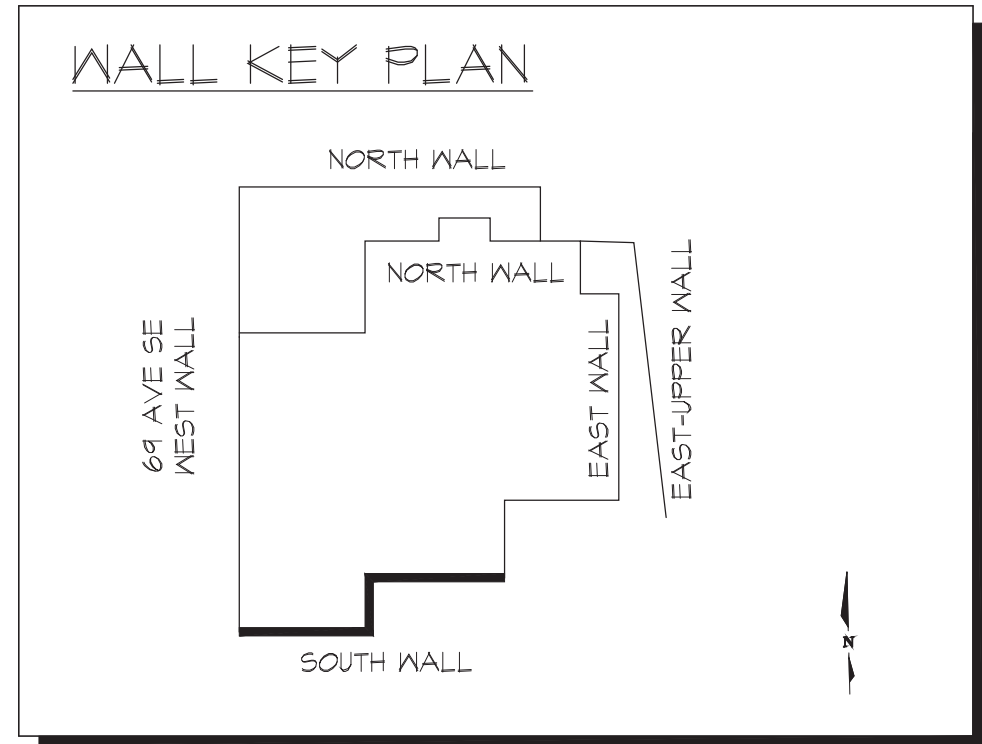 WALL KEY PLAN
NORTH WALL
NORTH WALL
69 AVE SE
WEST WALL
EAST WALL
EAST-UPPER WALL
N
SOUTH WALL